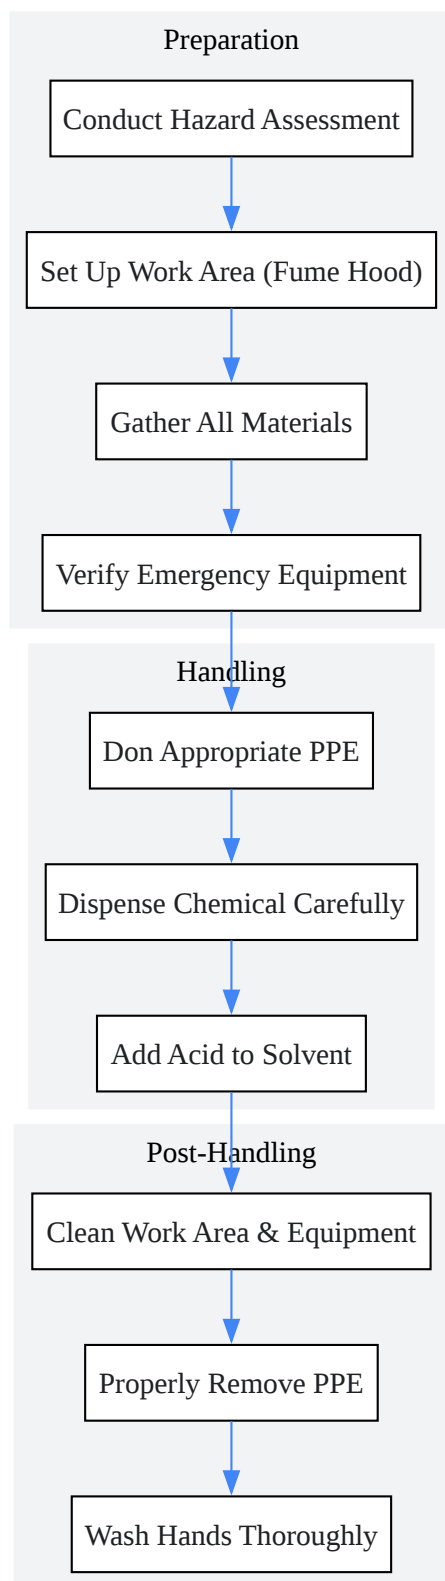 Preparation
Conduct Hazard Assessment
Set Up Work Area (Fume Hood)
Gather All Materials
Verify Emergency Equipment
Handling
Don Appropriate PPE
Dispense Chemical Carefully
Add Acid to Solvent
Post-Handling
Clean Work Area & Equipment
Properly Remove PPE
Wash Hands Thoroughly